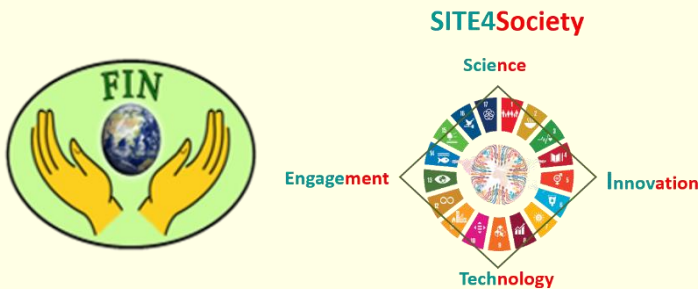 FIN
SITE4Society
Science
Engagement
Innovation
Technology